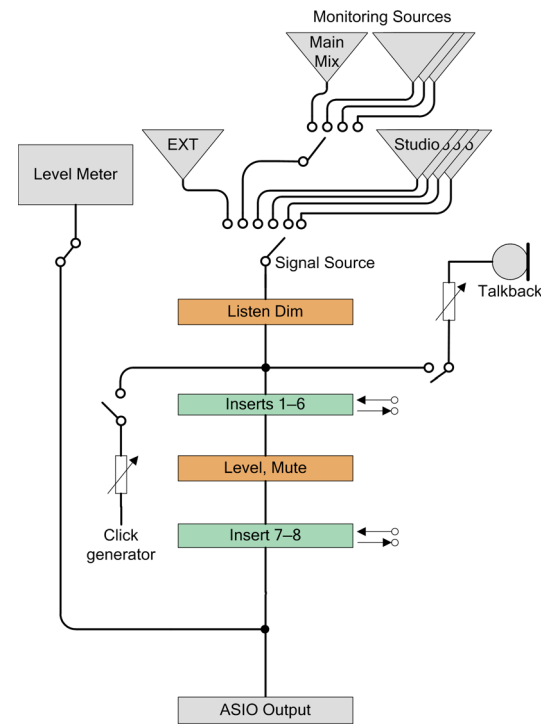 Monitoring Sources
Main
Mix
EXT
Studio
Level Meter
Signal Source
Talkback
Listen Dim
Inserts 1–6
Level, Mute
Click
generator
Insert 7–8
ASIO Output